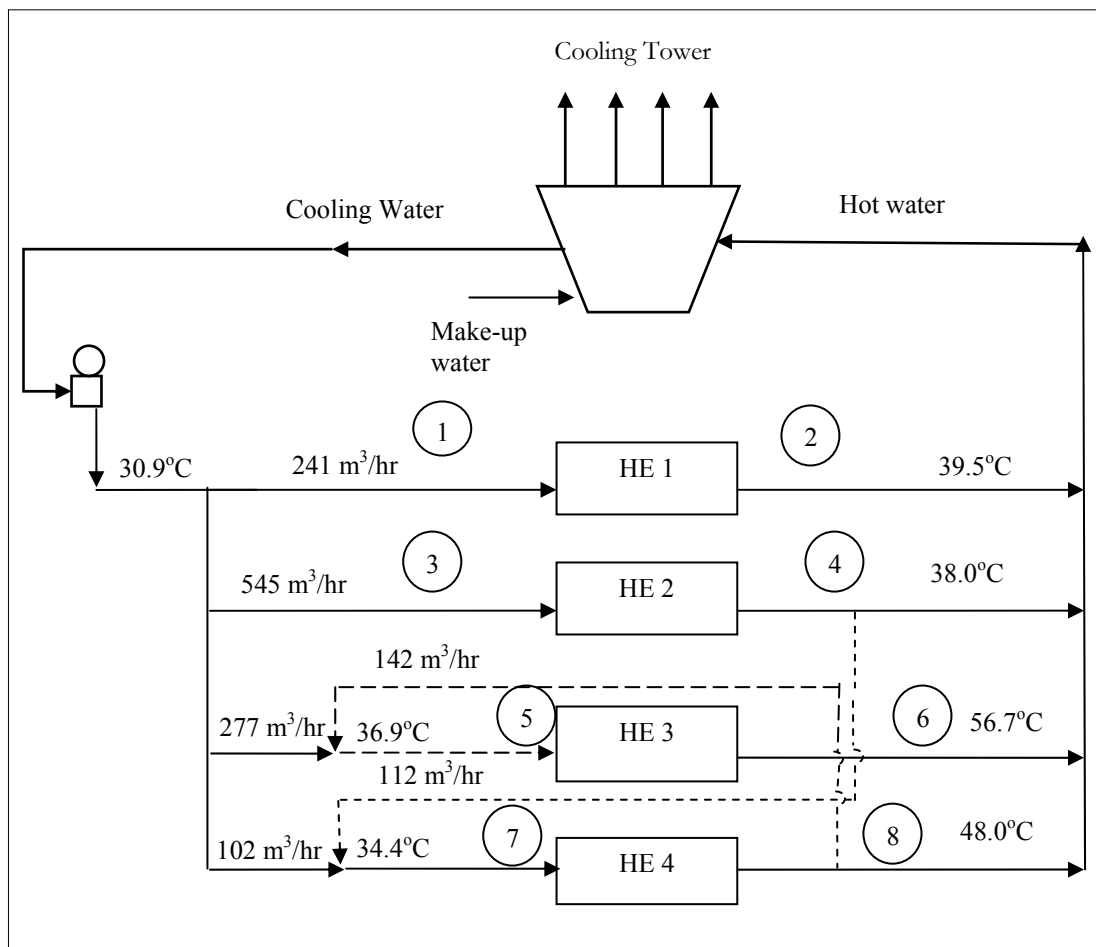 Cooling Tower
Cooling Water
Hot water
Make-up
water
1
2
30.9°C
241 m³/hr
HE 1
39.5°C
3
4
545 m³/hr
HE 2
38.0°C
142 m³/hr
5
6
277 m³/hr
36.9°C
HE 3
56.7°C
112 m³/hr
7
8
102 m³/hr
34.4°C
HE 4
48.0°C